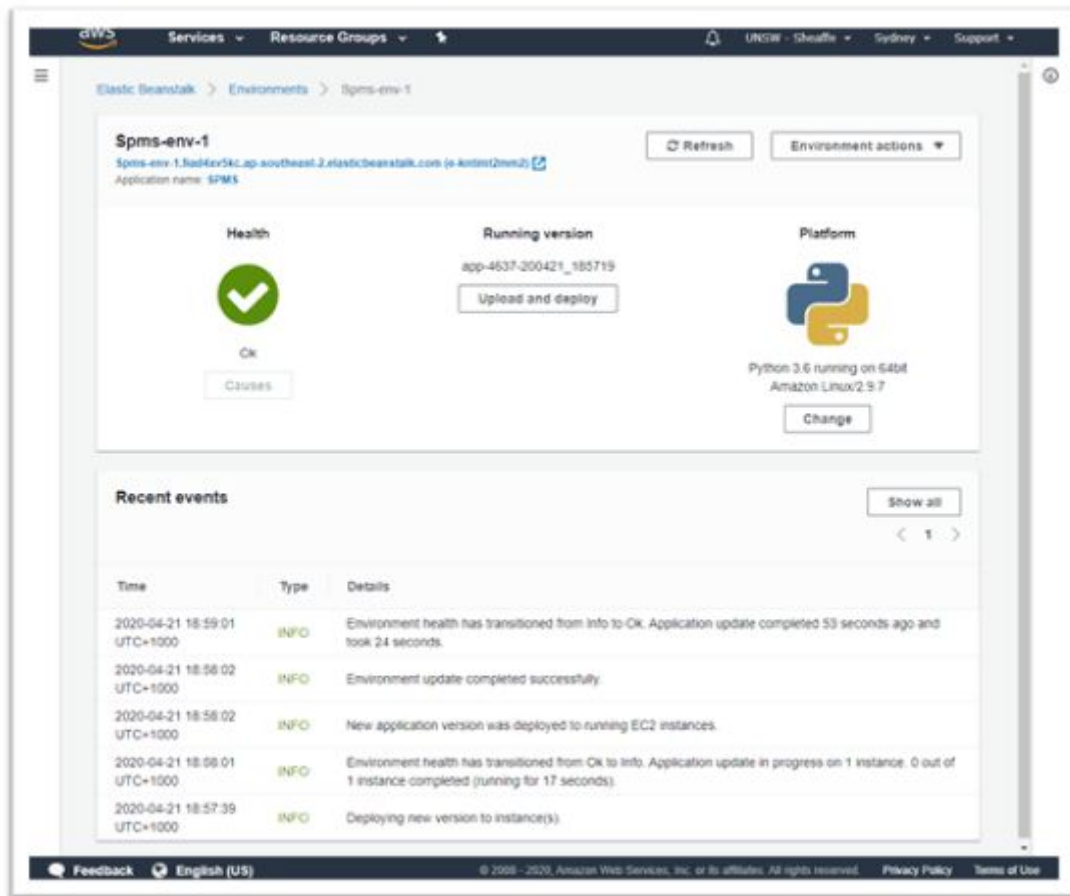 aws Services Resource Groups UNSW - Sheaffe Sydney Support
Elastic Beanstalk > Environments > Spms-env-1
Spms-env-1
Refresh
Environment actions
Application name: SPMS
Health
Running version
Platform
app-4637-200421_185719
Upload and deploy
Ok
Causes
Python 3.6 running on 64bit
Amazon Linux/2.9.7
Change
Recent events
Show all
< 1 >
Time Type Details
2020-04-21 18:59:01
UTC+1000
INFO
Environment health has transitioned from Info to Ok. Application update completed 53 seconds ago and
took 24 seconds.
2020-04-21 18:58:02
UTC+1000
INFO
Environment update completed successfully.
2020-04-21 18:58:02
UTC+1000
INFO
New application version was deployed to running EC2 instances.
2020-04-21 18:58:01
UTC+1000
INFO
Environment health has transitioned from Ok to Info. Application update in progress on 1 instance. 0 out of
1 instance completed (running for 17 seconds).
2020-04-21 18:57:39
UTC+1000
INFO
Deploying new version to instance(s).
Feedback English (US) © 2008 - 2020, Amazon Web Services, Inc. or its affiliates. All rights reserved. Privacy Policy Terms of Use